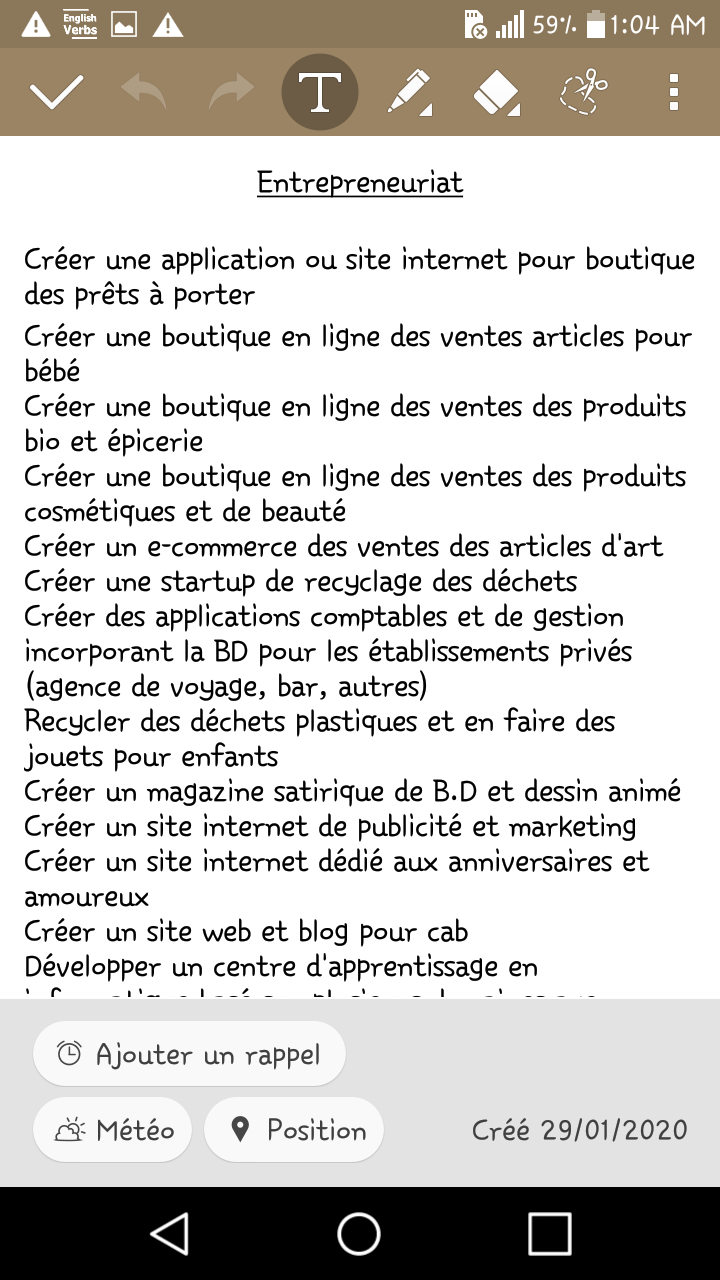 English
Verbs
59% 1:04 AM
T
Entrepreneuriat
Créer une application ou site internet pour boutique
des prêts à porter
Créer une boutique en ligne des ventes articles pour
bébé
Créer une boutique en ligne des ventes des produits
bio et épicerie
Créer une boutique en ligne des ventes des produits
cosmétiques et de beauté
Créer un e-commerce des ventes des articles d'art
Créer une startup de recyclage des déchets
Créer des applications comptables et de gestion
incorporant la BD pour les établissements privés
(agence de voyage, bar, autres)
Recycler des déchets plastiques et en faire des
jouets pour enfants
Créer un magazine satirique de B.D et dessin animé
Créer un site internet de publicité et marketing
Créer un site internet dédié aux anniversaires et
amoureux
Créer un site web et blog pour cab
Développer un centre d'apprentissage en
Ajouter un rappel
Météo Position Créé 29/01/2020